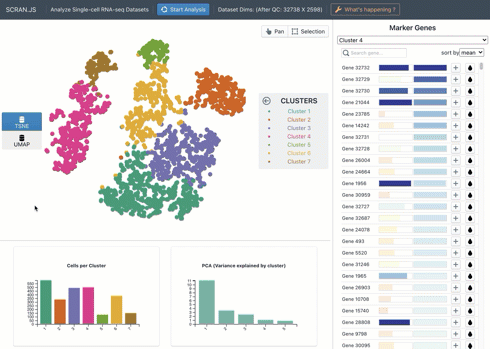 SCRAN.JS Analyze Single-cell RNA-seq Datasets Start Analysis Dataset Dims: (After QC: 32738 X 2598) What's happening ?
Pan Selection
Marker Genes
Cluster 4
Search gene... sort by mean
TSNE
UMAP
CLUSTERS
Cluster 1
Cluster 2
Cluster 3
Cluster 4
Cluster 5
Cluster 6
Cluster 7
Gene 32732
Gene 32729
Gene 32730
Gene 21044
Gene 23785
Gene 14242
Gene 32731
Gene 32728
Gene 26004
Gene 24664
Gene 1956
Gene 30959
Gene 32727
Gene 32687
Gene 24078
Gene 493
Gene 5520
Gene 31246
Gene 1965
Gene 26903
Gene 10708
Gene 15740
Gene 28808
Gene 9798
Gene 30095
Cells per Cluster
PCA (Variance explained by cluster)